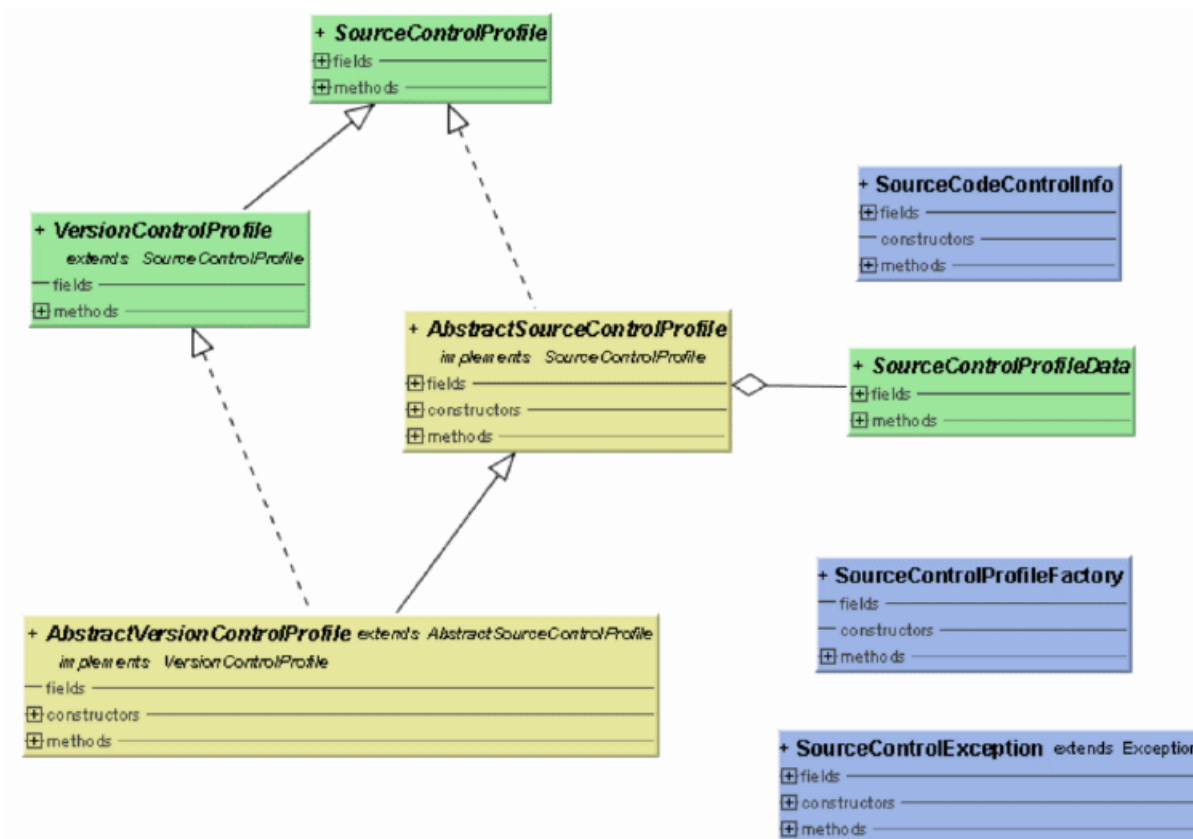 + SourceControlProfile
+ fields
+ methods
+ VersionControlProfile
extends SourceControlProfile
fields
+ methods
+ SourceCodeControlInfo
+ fields
constructors
+ methods
+ AbstractSourceControlProfile
implements SourceControlProfile
+ fields
+ constructors
+ methods
+ SourceControlProfileData
+ fields
+ methods
+ SourceControlProfileFactory
fields
constructors
+ methods
+ AbstractVersionControlProfile extends AbstractSourceControlProfile
implements VersionControlProfile
fields
+ constructors
+ methods
+ SourceControlException extends Exception
+ fields
+ constructors
+ methods